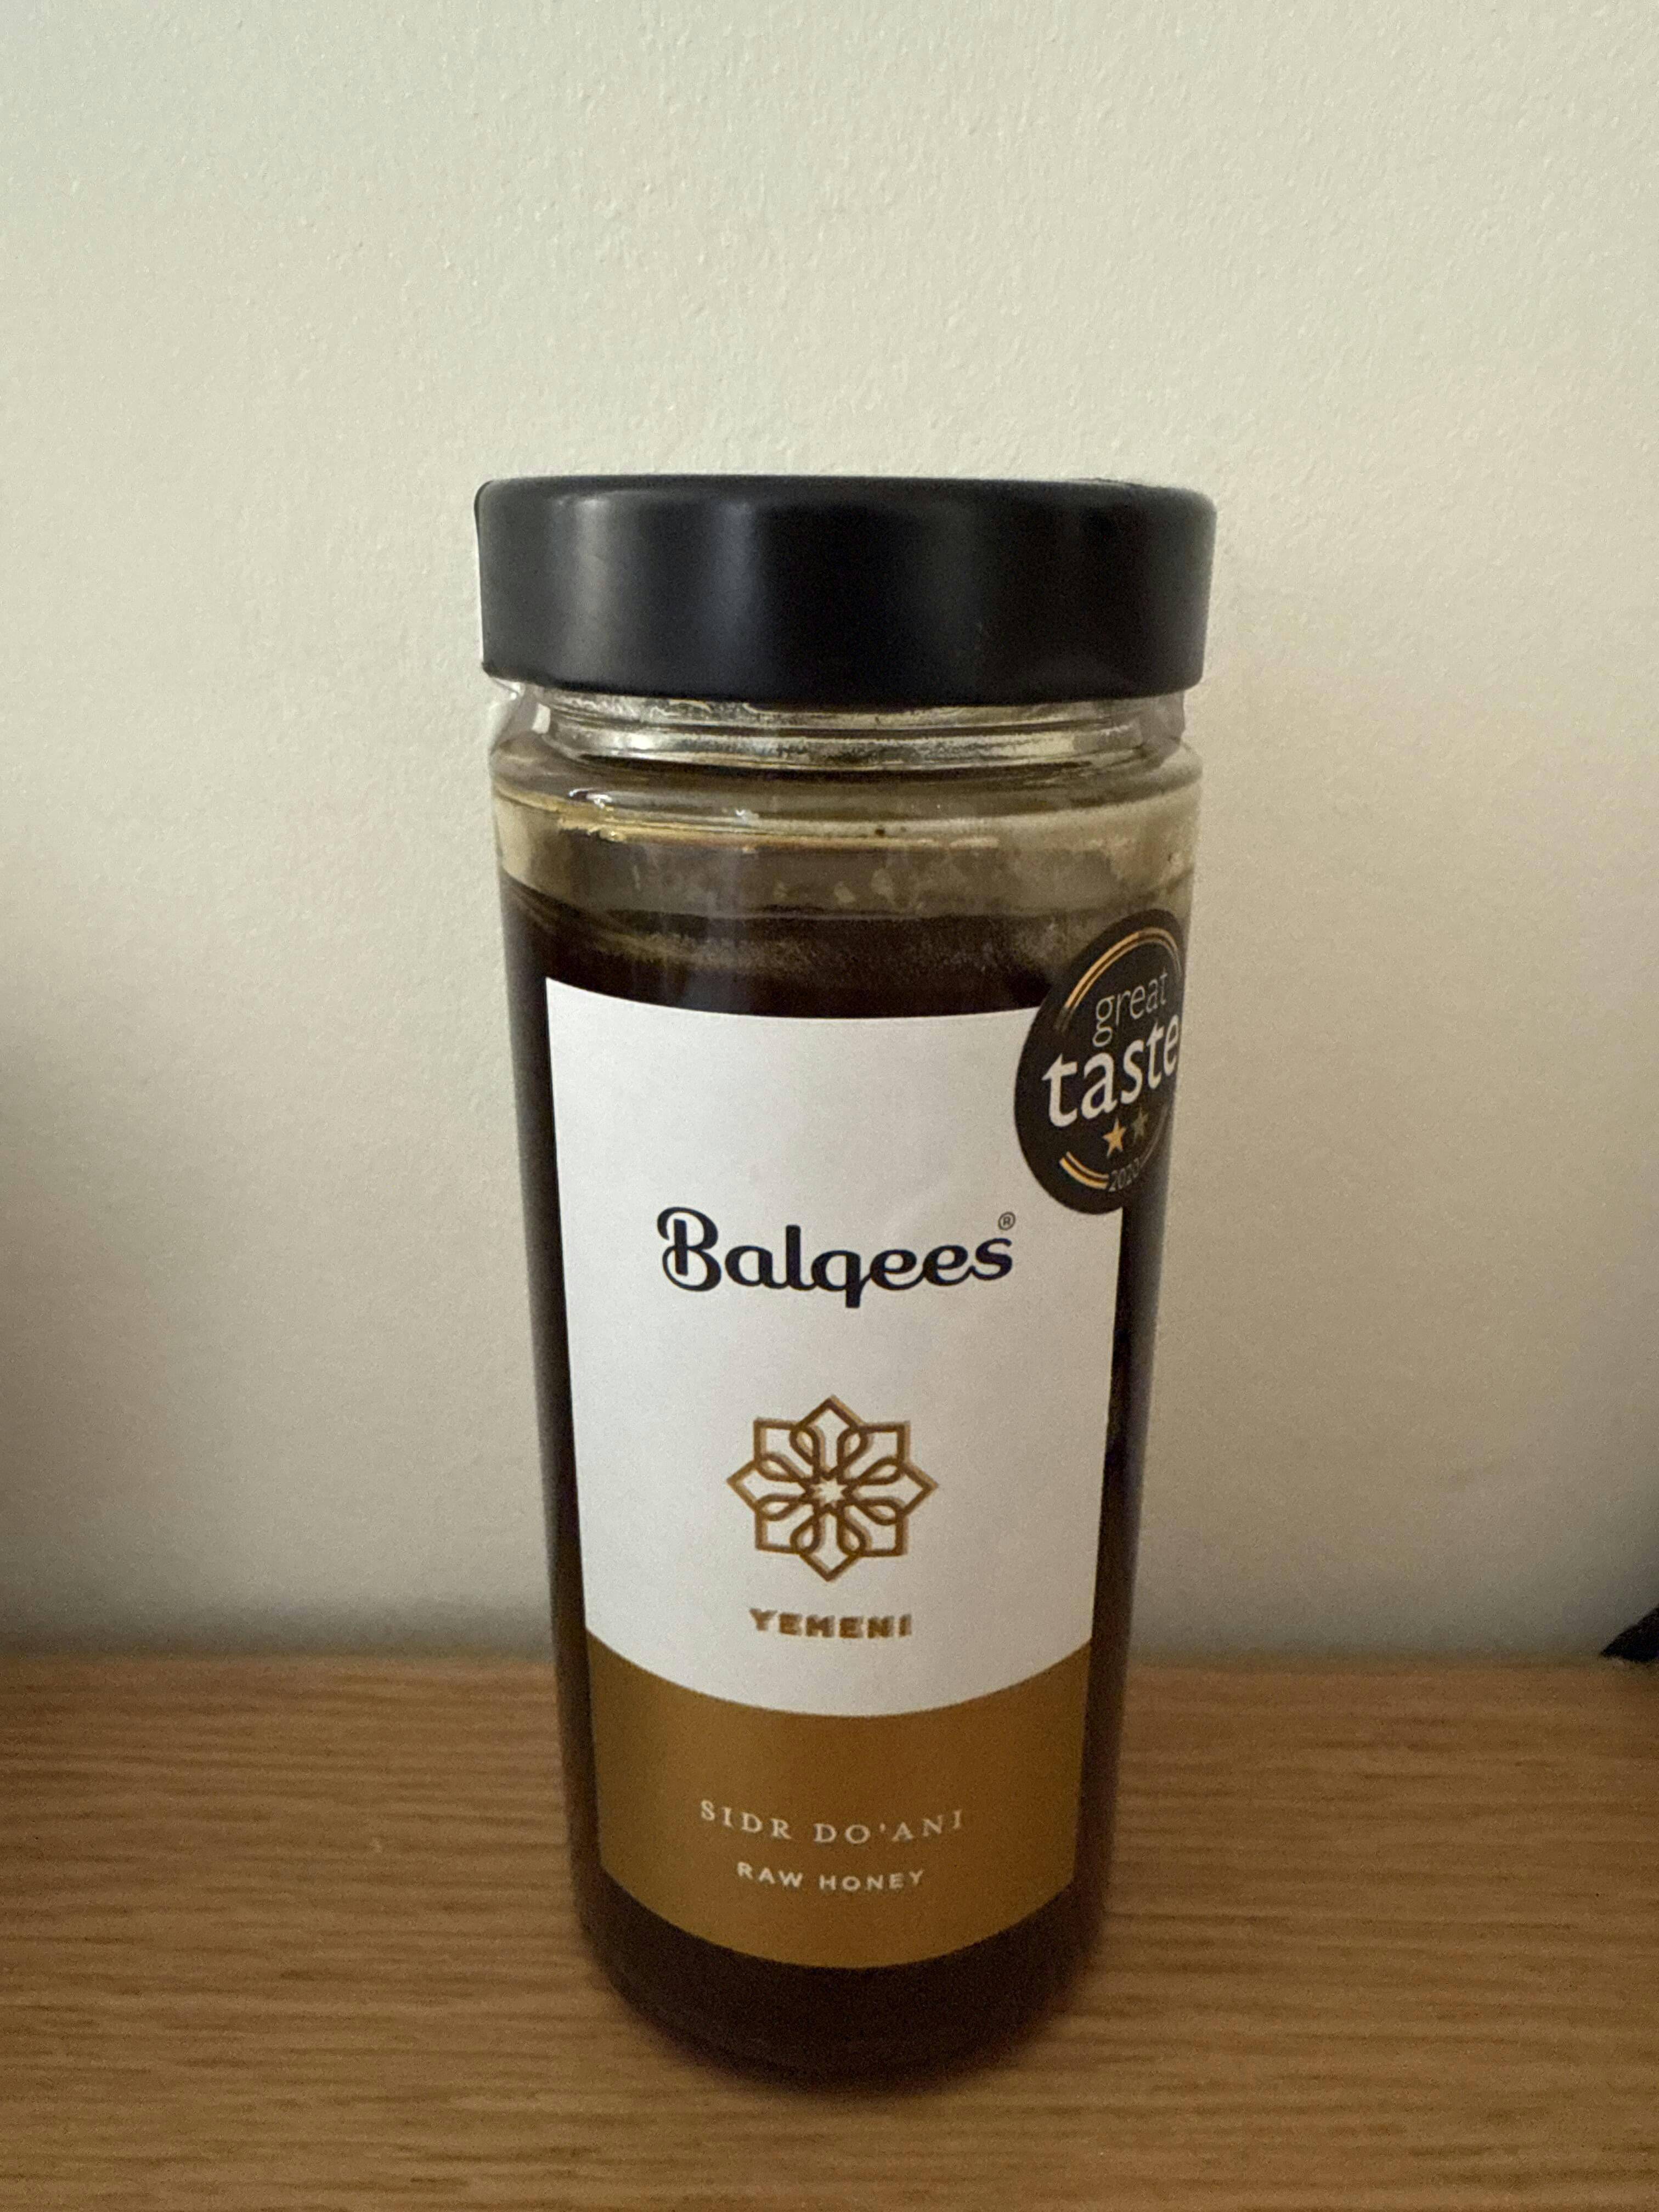 great
taste
2020
Balqees®
YEMENI
SIDR DO'ANI
RAW HONEY